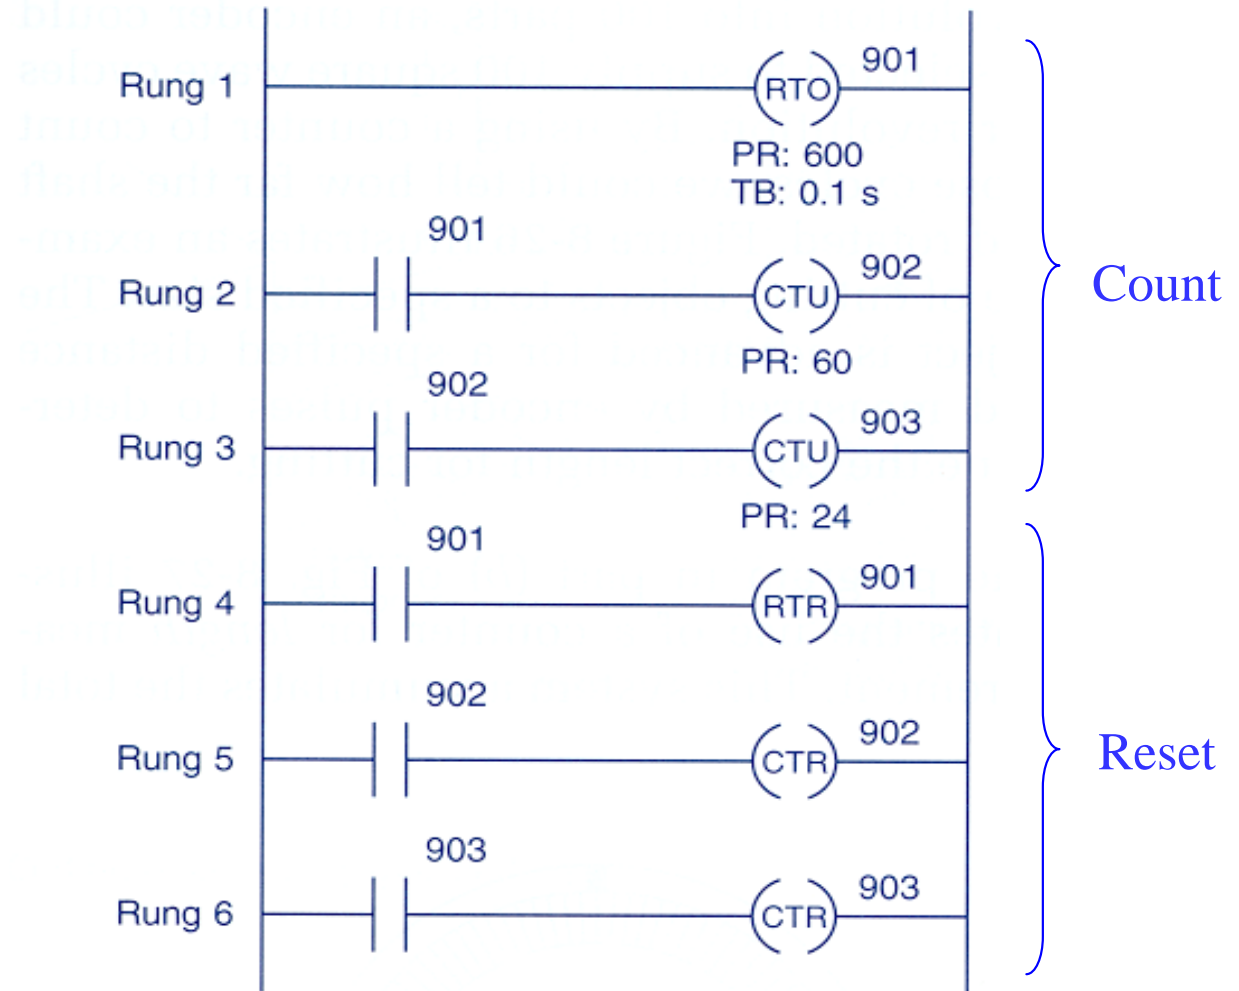 901
Rung 1
RTO
PR: 600
TB: 0.1 s
901
902
Rung 2
CTU
PR: 60
902
903
Rung 3
CTU
PR: 24
Count
901
901
Rung 4
RTR
902
902
Rung 5
CTR
903
903
Rung 6
CTR
Reset